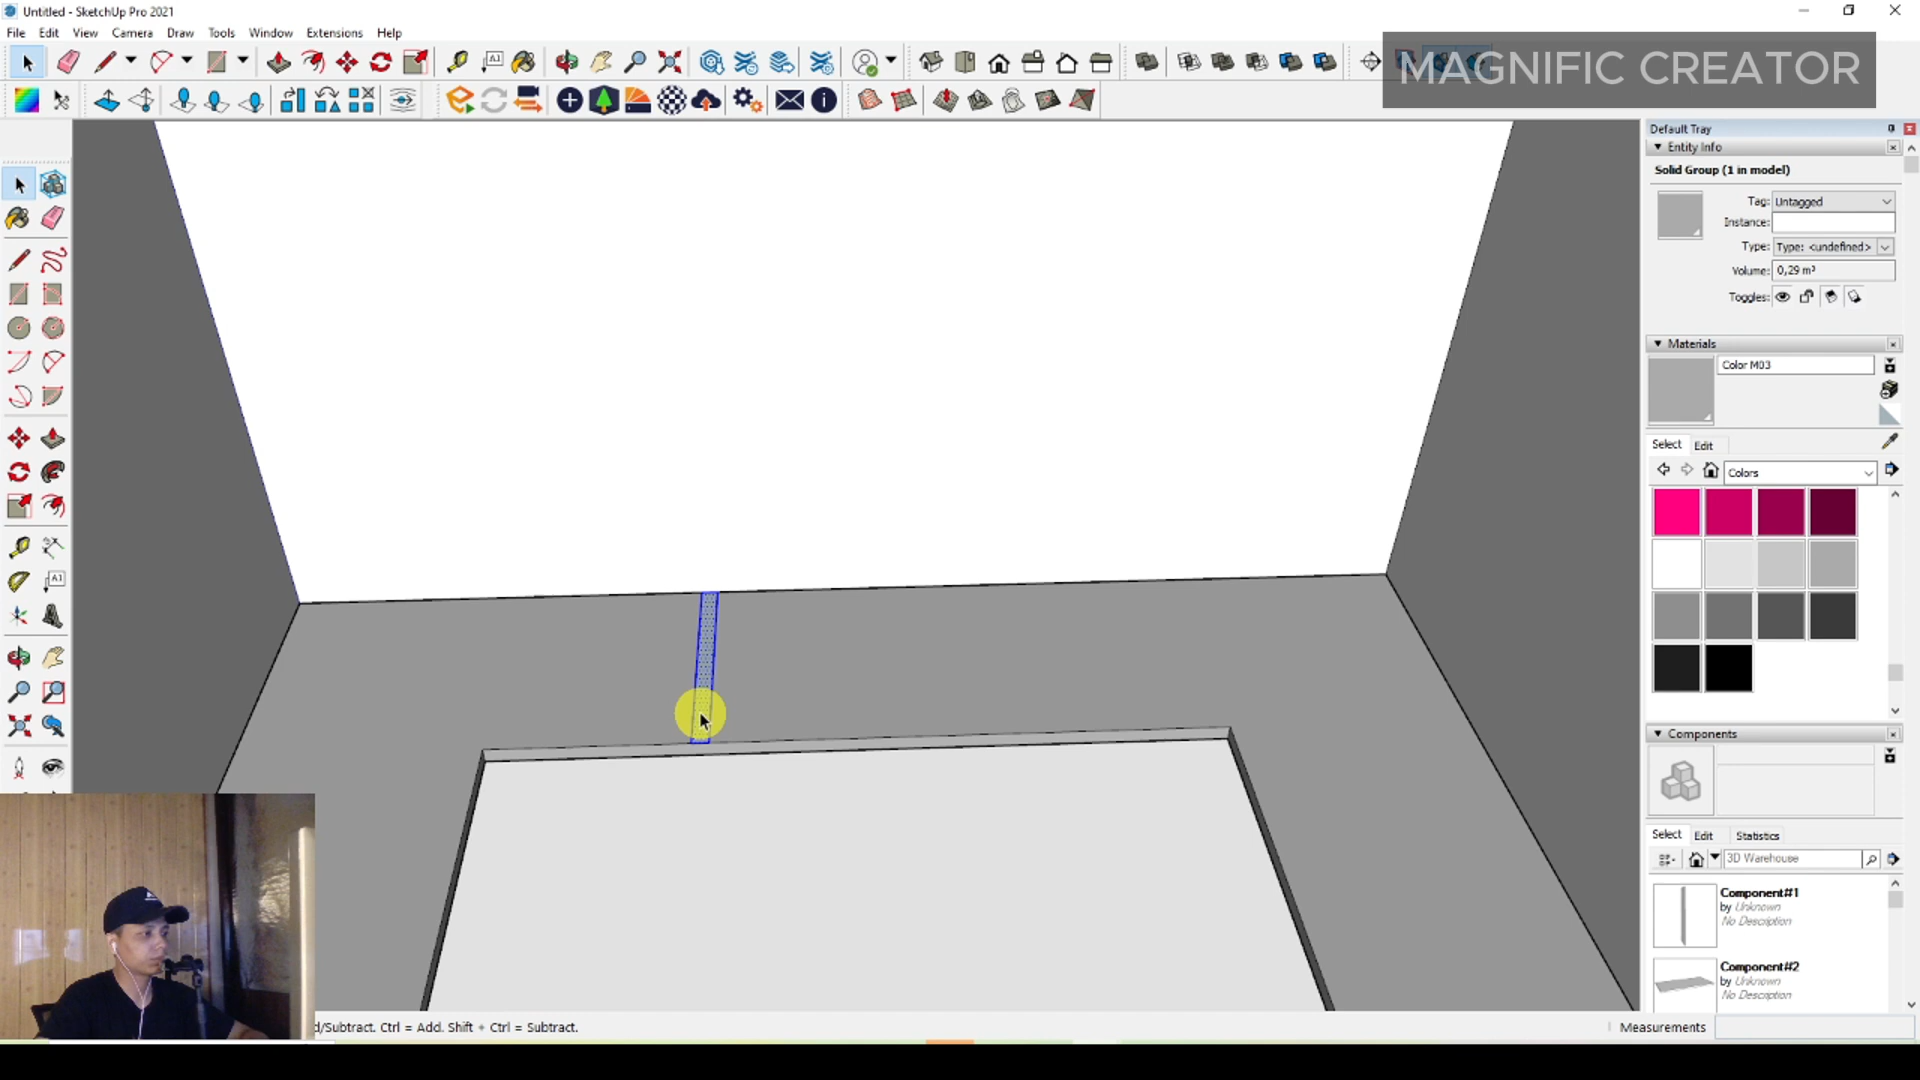 Untitled - SketchUp Pro 2021
File Edit View Camera Draw Tools Window Extensions Help
MAGNIFIC CREATOR
Default Tray
Entity Info
Solid Group (1 in model)
Tag: Untagged
Instance:
Type: Type: <undefined>
Volume: 0,29 m³
Toggles:
Materials
Color M03
Select Edit
Colors
Components
Select Edit Statistics
3D Warehouse
Component#1
by Unknown
No Description
Component#2
by Unknown
No Description
d/Subtract. Ctrl = Add. Shift + Ctrl = Subtract.
Measurements